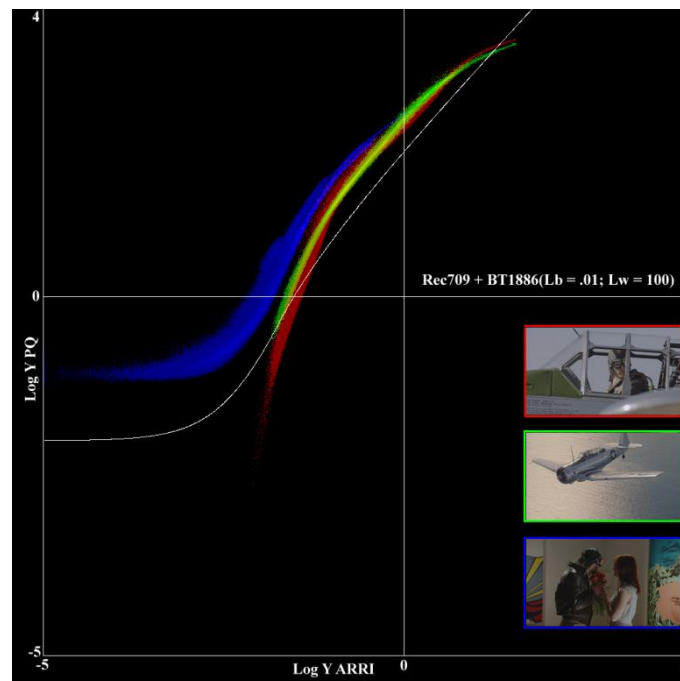 4
Rec709 + BT1886(Lb = .01; Lw = 100)
0
Log Y PQ
-5
-5
Log Y ARRI
0